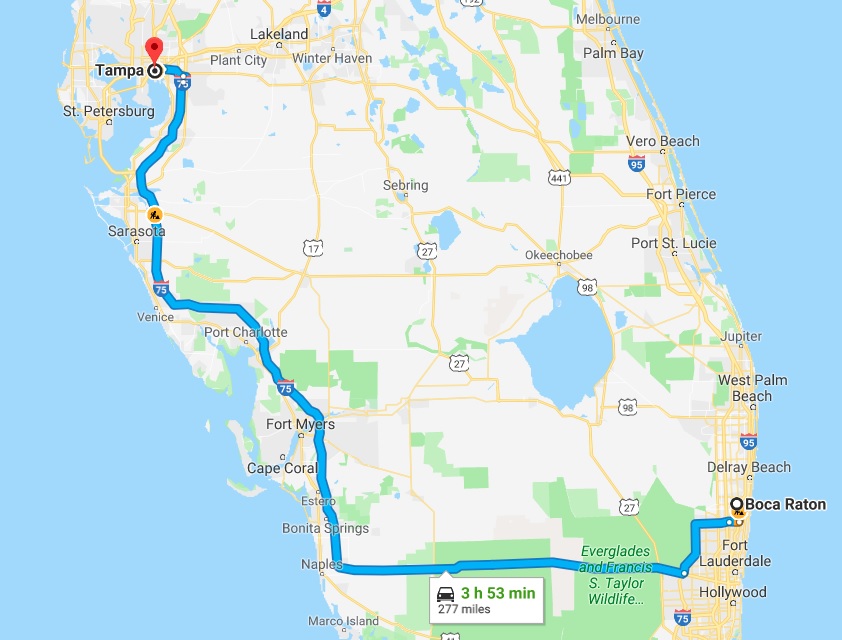 192
Melbourne
4
Lakeland
Palm Bay
Plant City
Winter Haven
Tampa
75
St. Petersburg
Vero Beach
95
441
Sebring
Fort Pierce
Sarasota
Port St. Lucie
17
27
Okeechobee
98
75
Venice
Port Charlotte
Jupiter
27
West Palm
Beach
75
98
Fort Myers
95
Cape Coral
Delray Beach
Estero
27
Boca Raton
Bonita Springs
Fort
Lauderdale
Everglades
and Francis
S. Taylor
Wildlife...
Naples
3 h 53 min
277 miles
Hollywood
75
Marco Island
41